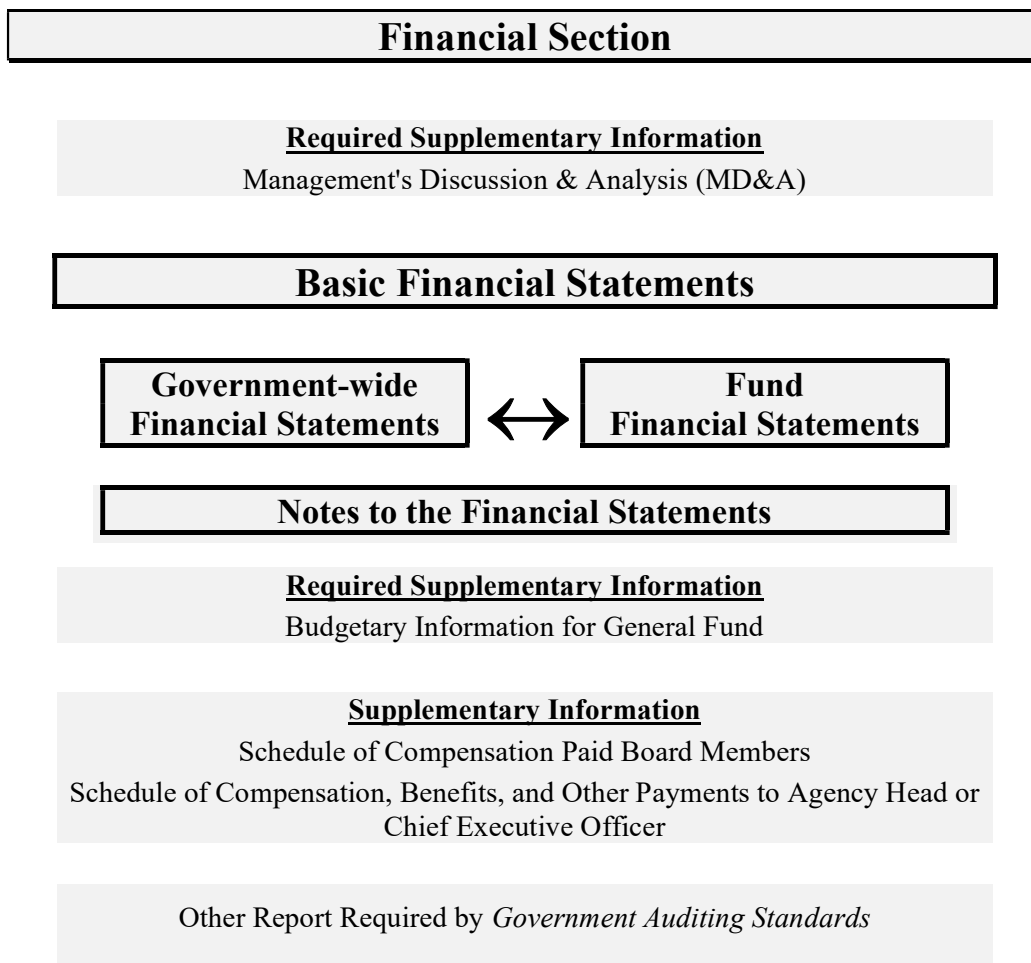 Financial Section
Required Supplementary Information
Management's Discussion & Analysis (MD&A)
Basic Financial Statements
Government-wide
Financial Statements
Fund
Financial Statements
Notes to the Financial Statements
Required Supplementary Information
Budgetary Information for General Fund
Supplementary Information
Schedule of Compensation Paid Board Members
Schedule of Compensation, Benefits, and Other Payments to Agency Head or
Chief Executive Officer
Other Report Required by Government Auditing Standards